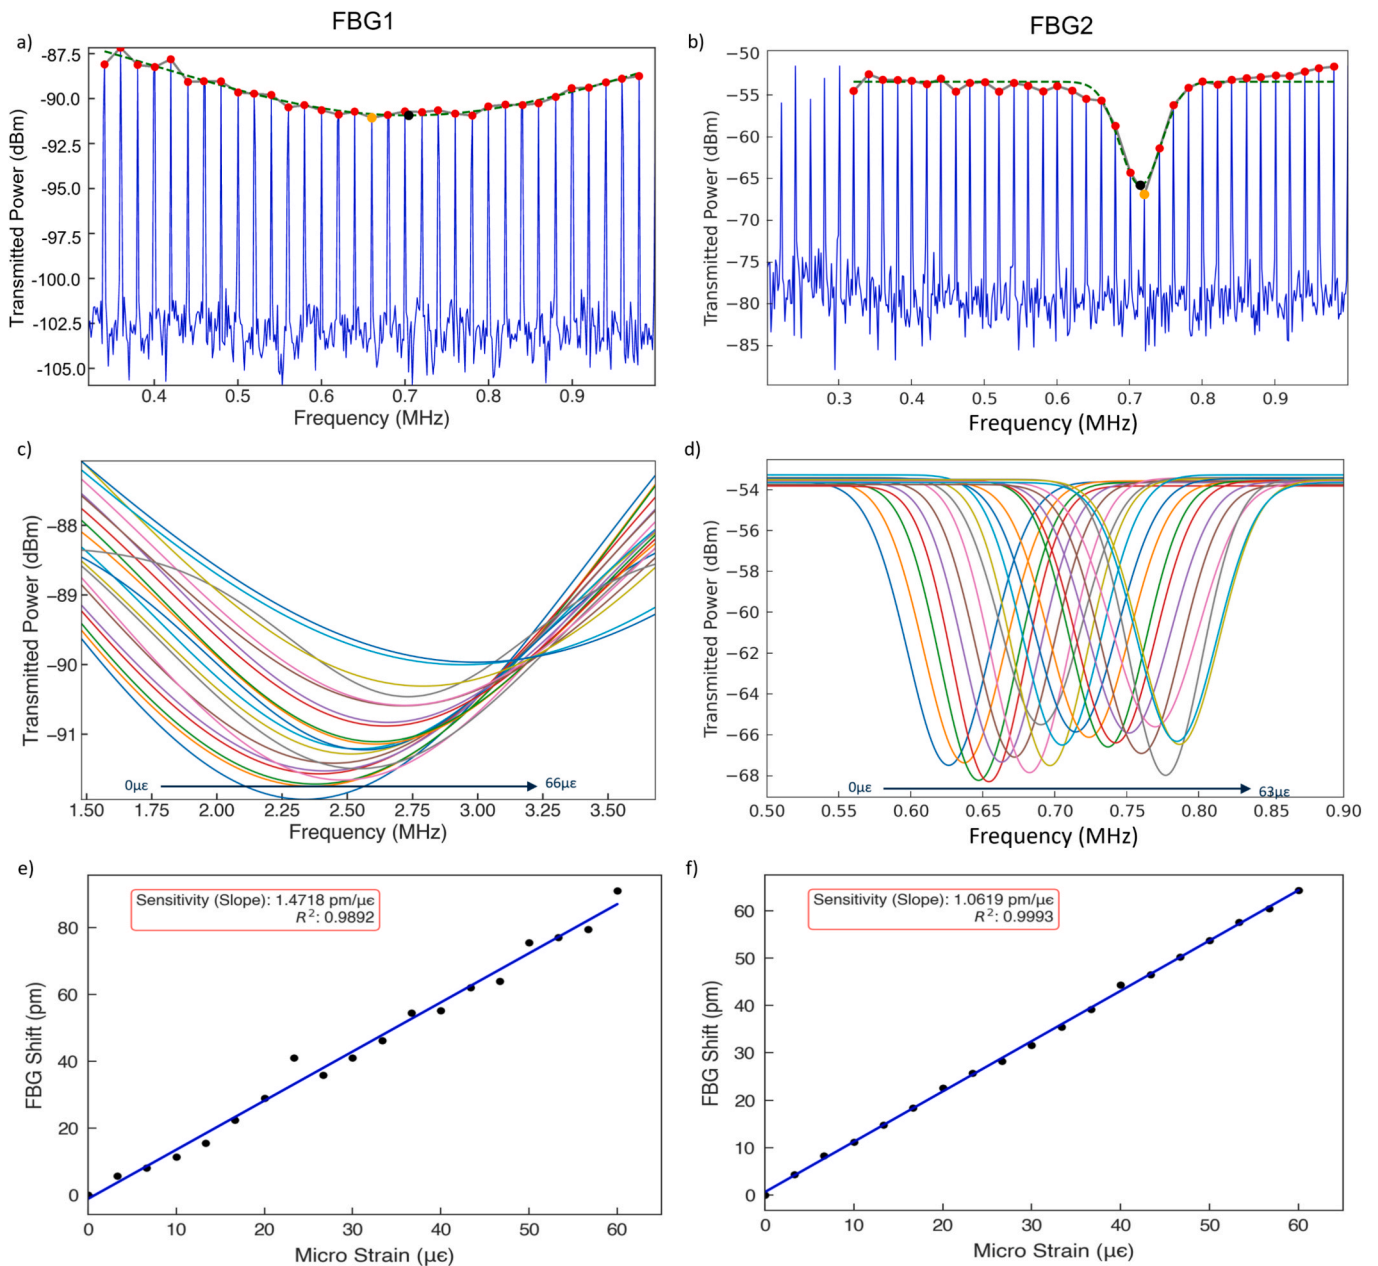 FBG1
FBG2
a)
-87.5
-90.0
-92.5
-95.0
-97.5
-100.0
-102.5
-105.0
Transmitted Power (dBm)
0.4 0.5 0.6 0.7 0.8 0.9
Frequency (MHz)
b)
−50
−55
−60
−65
−70
−75
−80
−85
Transmitted Power (dBm)
0.3 0.4 0.5 0.6 0.7 0.8 0.9
Frequency (MHz)
c)
−88
−89
−90
−91
Transmitted Power (dBm)
0με 66με
1.50 1.75 2.00 2.25 2.50 2.75 3.00 3.25 3.50
Frequency (MHz)
d)
−54
−56
−58
−60
−62
−64
−66
−68
Transmitted Power (dBm)
0με 63με
0.50 0.55 0.60 0.65 0.70 0.75 0.80 0.85 0.90
Frequency (MHz)
e)
Sensitivity (Slope): 1.4718 pm/μϵ
R²: 0.9892
80
60
40
20
0
FBG Shift (pm)
0 10 20 30 40 50 60
Micro Strain (μϵ)
f)
Sensitivity (Slope): 1.0619 pm/μϵ
R²: 0.9993
60
50
40
30
20
10
0
FBG Shift (pm)
0 10 20 30 40 50 60
Micro Strain (μϵ)